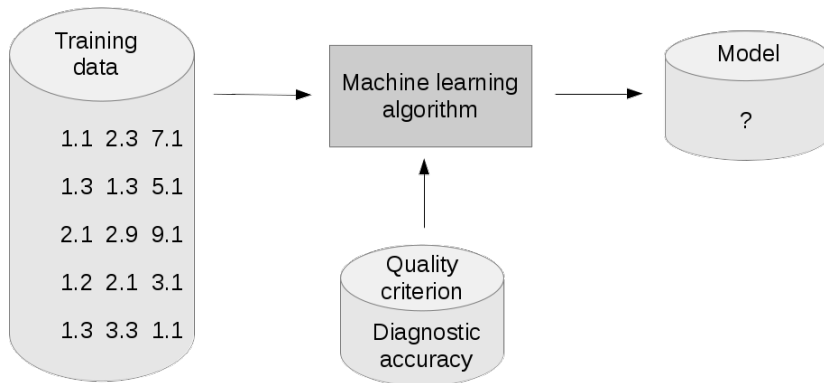 Training
data
1.1 2.3 7.1
1.3 1.3 5.1
2.1 2.9 9.1
1.2 2.1 3.1
1.3 3.3 1.1
Machine learning
algorithm
Quality
criterion
Diagnostic
accuracy
Model
?